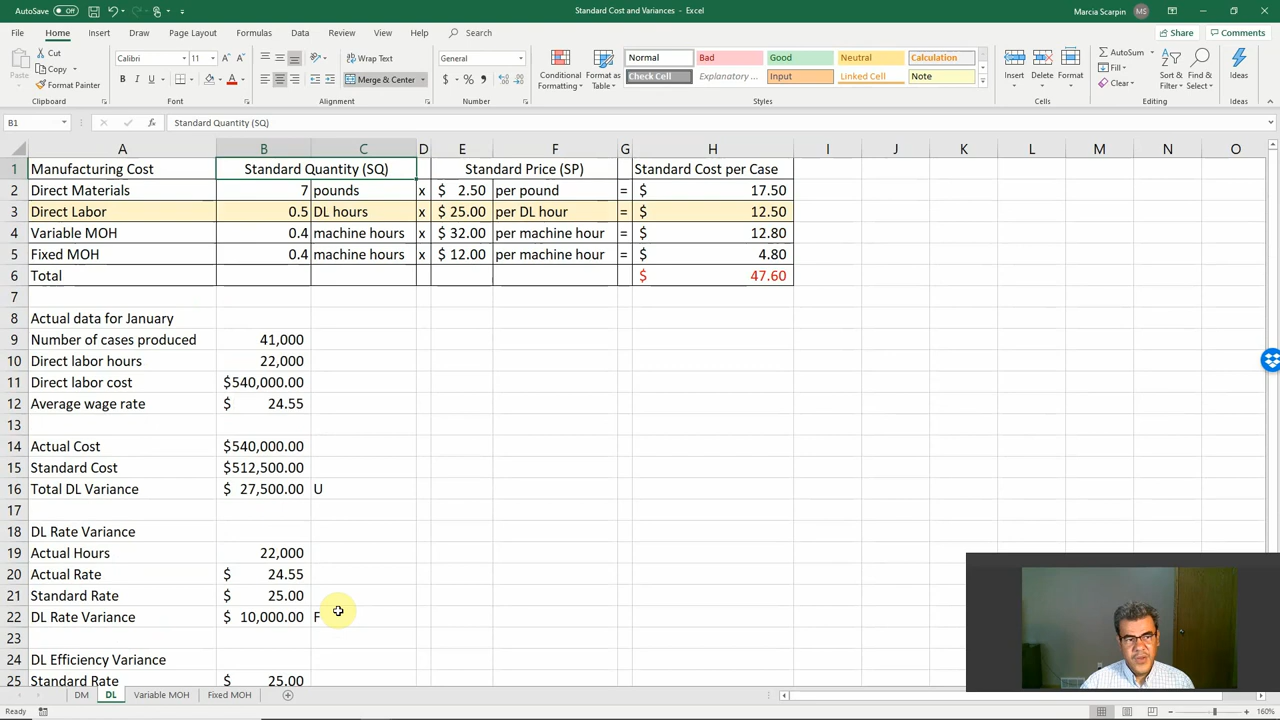 AutoSave Off Standard Cost and Variances - Excel Marcia Scarpin MS
File Home Insert Draw Page Layout Formulas Data Review View Help Search Share Comments
Cut
Copy
Format Painter
Paste
Clipboard
Calibri 11
B I U
Font
Wrap Text
Merge & Center
Alignment
General
Number
Conditional Formatting
Format as Table
Normal Bad Good Neutral Calculation
Check Cell Explanatory ... Input Linked Cell Note
Styles
Insert Delete Format
Cells
AutoSum
Fill
Clear
Sort & Filter
Find & Select
Editing
Ideas
Ideas
B1 fx Standard Quantity (SQ)
A B C D E F G H I J K L M N O
1 Manufacturing Cost Standard Quantity (SQ) Standard Price (SP) Standard Cost per Case
2 Direct Materials 7 pounds x $ 2.50 per pound = $ 17.50
3 Direct Labor 0.5 DL hours x $ 25.00 per DL hour = $ 12.50
4 Variable MOH 0.4 machine hours x $ 32.00 per machine hour = $ 12.80
5 Fixed MOH 0.4 machine hours x $ 12.00 per machine hour = $ 4.80
6 Total $ 47.60
7
8 Actual data for January
9 Number of cases produced 41,000
10 Direct labor hours 22,000
11 Direct labor cost $540,000.00
12 Average wage rate $ 24.55
13
14 Actual Cost $540,000.00
15 Standard Cost $512,500.00
16 Total DL Variance $ 27,500.00 U
17
18 DL Rate Variance
19 Actual Hours 22,000
20 Actual Rate $ 24.55
21 Standard Rate $ 25.00
22 DL Rate Variance $ 10,000.00 F
23
24 DL Efficiency Variance
25 Standard Rate $ 25.00
DM DL Variable MOH Fixed MOH
Ready 160%